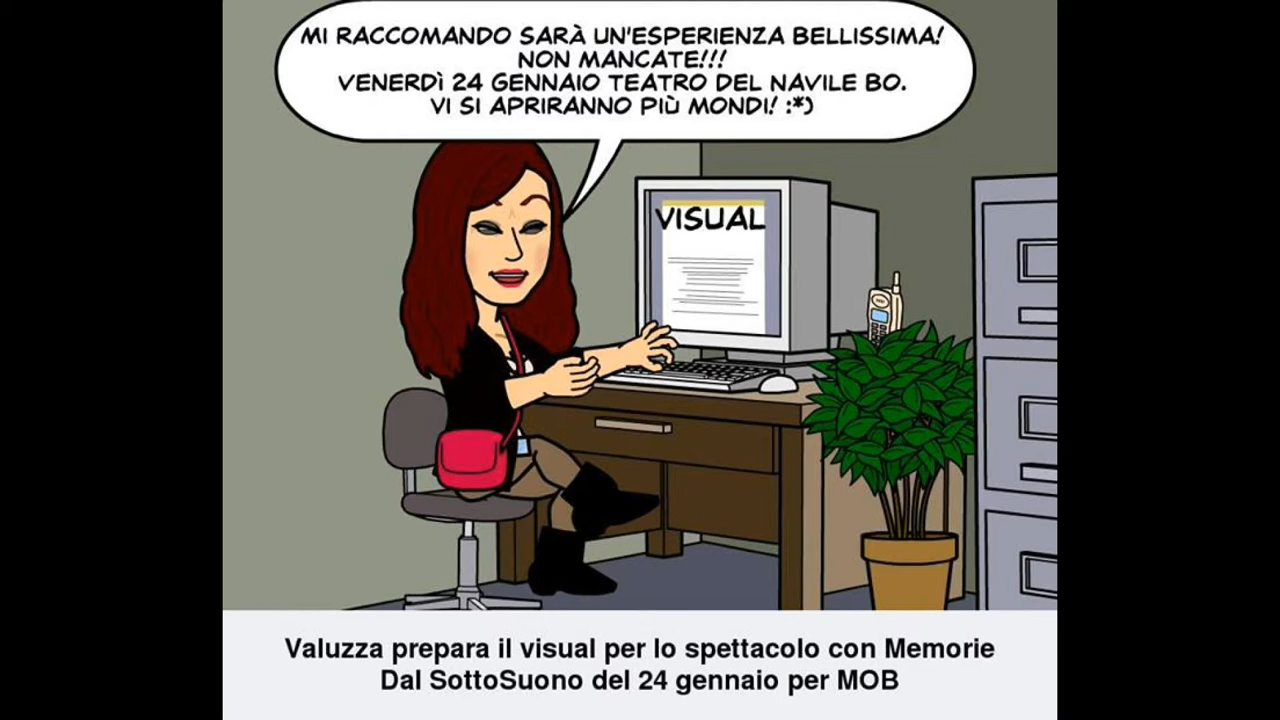 MI RACCOMANDO SARÀ UN'ESPERIENZA BELLISSIMA!
NON MANCATE!!!
VENERDÌ 24 GENNAIO TEATRO DEL NAVILE BO.
VI SI APRIRANNO PIÙ MONDI! :*)
VISUAL
Valuzza prepara il visual per lo spettacolo con Memorie
Dal SottoSuono del 24 gennaio per MOB